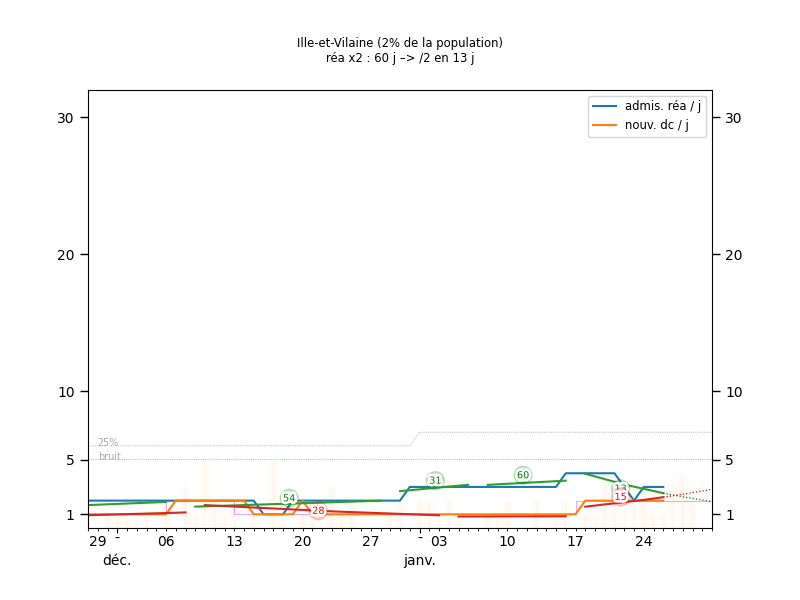 Ille-et-Vilaine (2% de la population)
réa x2 : 60 j –> /2 en 13 j
admis. réa / j
nouv. dc / j
30 30
20 20
10 10
25%
bruit
5 5
1 1
31
60
54
28
13
15
29 - 06 13 20 27 - 03 10 17 24
déc. janv.